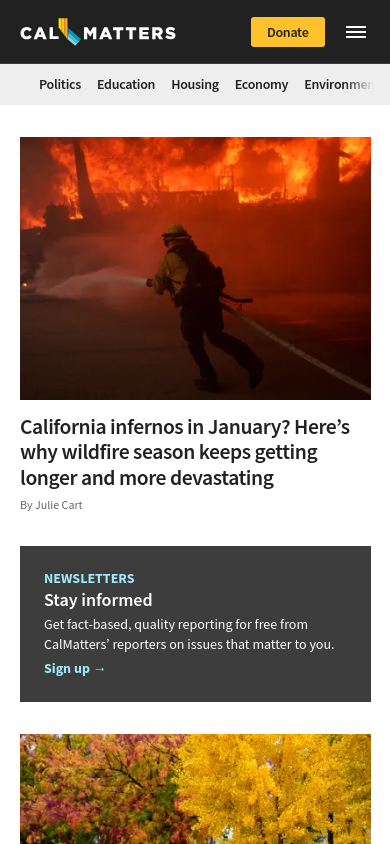 CAL MATTERS
Donate
Politics Education Housing Economy
California infernos in January? Here’s
why wildfire season keeps getting
longer and more devastating
By Julie Cart
NEWSLETTERS
Stay informed
Get fact-based, quality reporting for free from
CalMatters’ reporters on issues that matter to you.
Sign up →